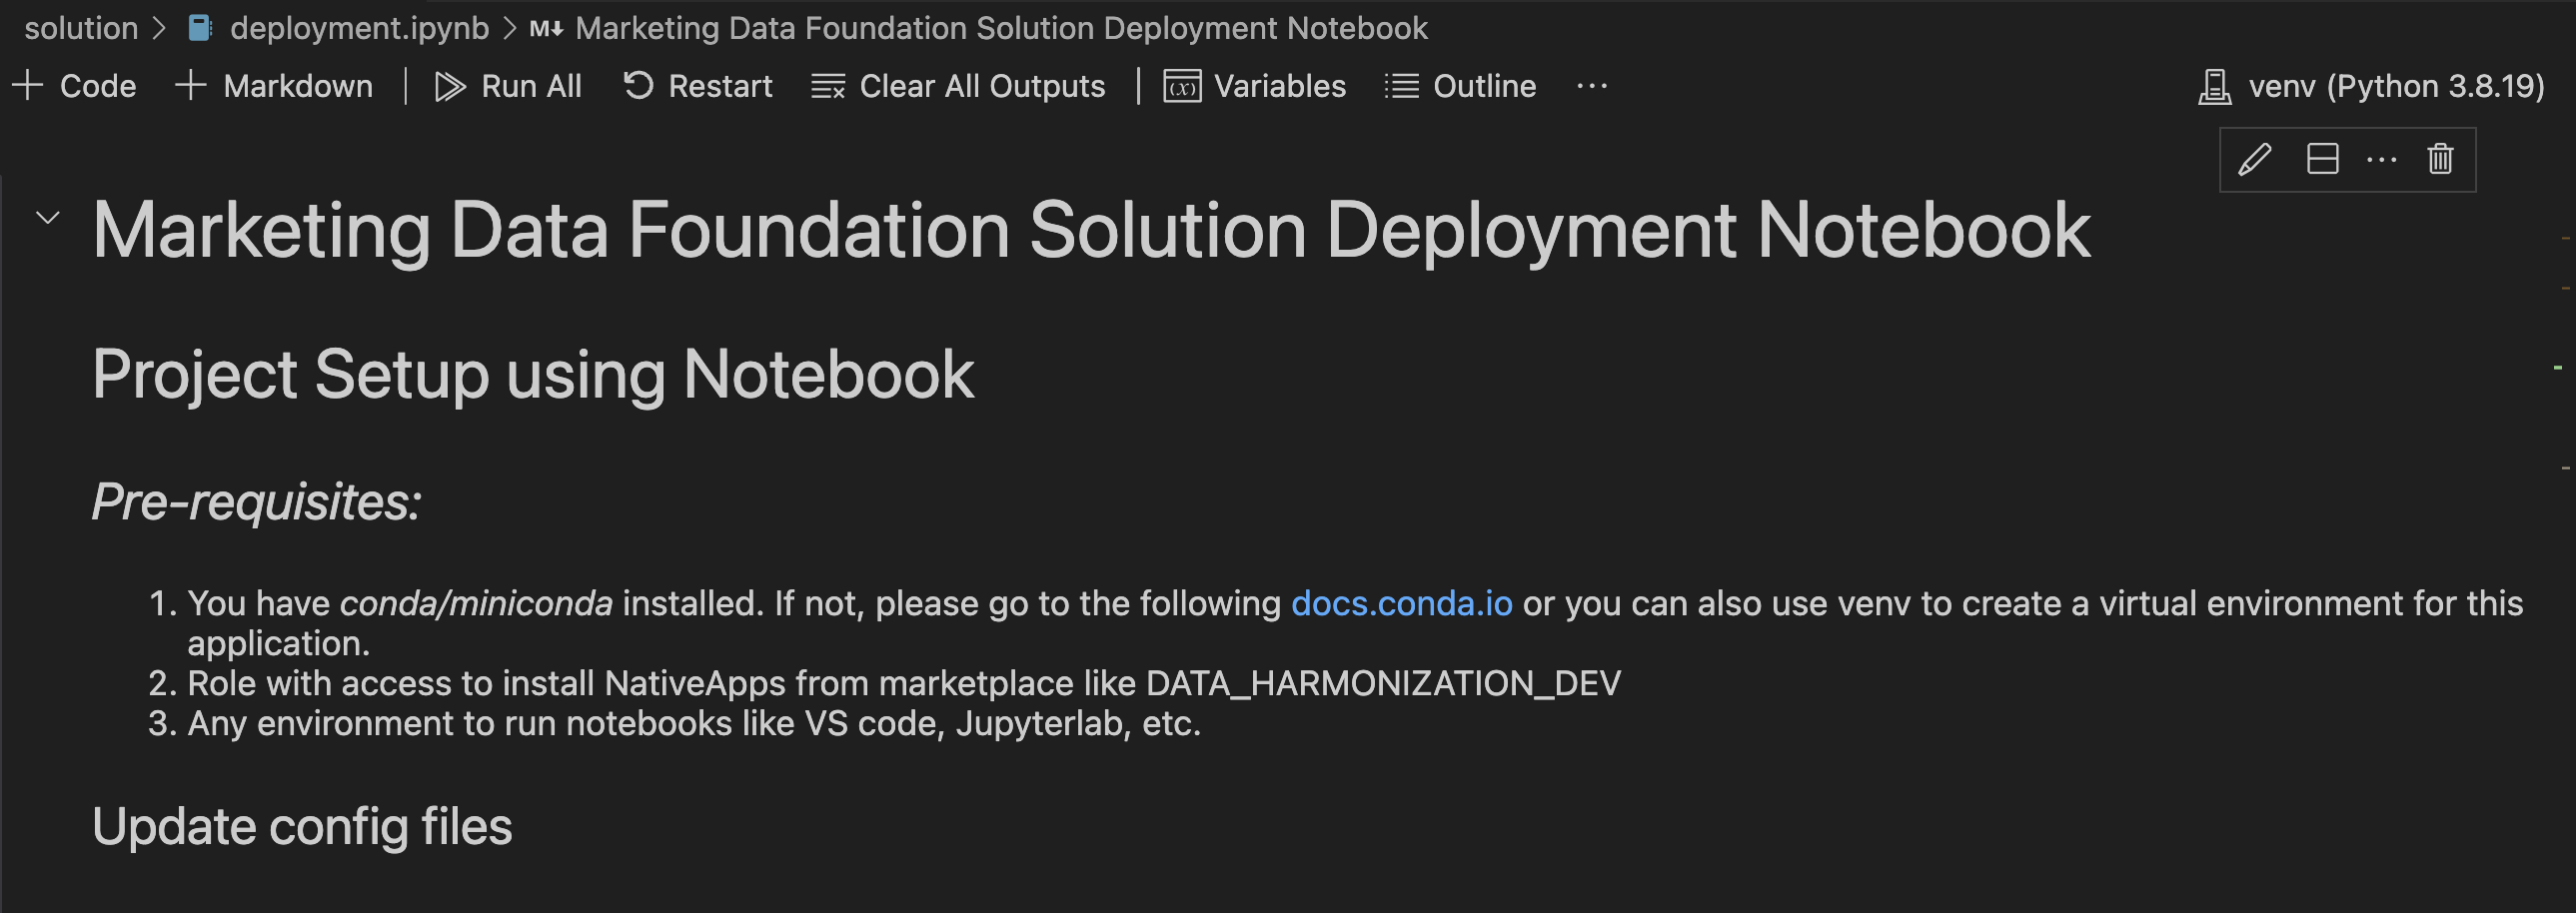 solution > deployment.ipynb > M↓ Marketing Data Foundation Solution Deployment Notebook
+ Code + Markdown | Run All Restart Clear All Outputs | (x) Variables Outline ... venv (Python 3.8.19)
Marketing Data Foundation Solution Deployment Notebook
Project Setup using Notebook
Pre-requisites:
1. You have conda/miniconda installed. If not, please go to the following docs.conda.io or you can also use venv to create a virtual environment for this
application.
2. Role with access to install NativeApps from marketplace like DATA_HARMONIZATION_DEV
3. Any environment to run notebooks like VS code, Jupyterlab, etc.
Update config files